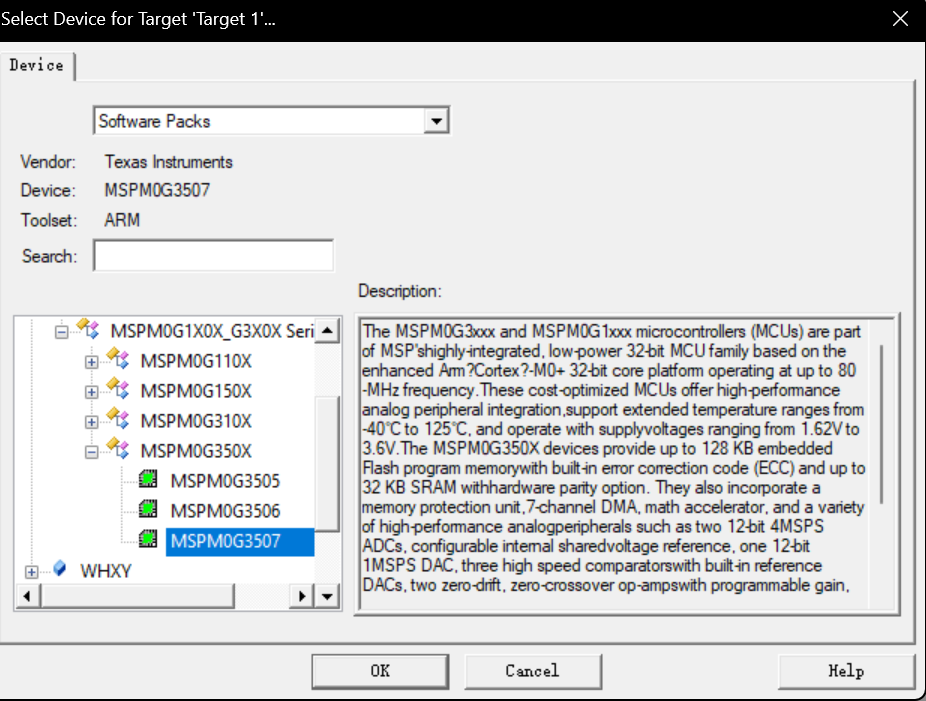 Select Device for Target 'Target 1'...
Device
Software Packs
Vendor: Texas Instruments
Device: MSPM0G3507
Toolset: ARM
Search:
Description:
MSPM0G1X0X_G3X0X Seri
MSPM0G110X
MSPM0G150X
MSPM0G310X
MSPM0G350X
MSPM0G3505
MSPM0G3506
MSPM0G3507
WHXY
The MSPM0G3xxx and MSPM0G1xxx microcontrollers (MCUs) are part
of MSP'shighly-integrated, low-power 32-bit MCU family based on the
enhanced Arm?Cortex?-M0+ 32-bit core platform operating at up to 80
-MHz frequency.These cost-optimized MCUs offer high-performance
analog peripheral integration,support extended temperature ranges from
-40°C to 125°C, and operate with supplyvoltages ranging from 1.62V to
3.6V.The MSPM0G350X devices provide up to 128 KB embedded
Flash program memorywith built-in error correction code (ECC) and up to
32 KB SRAM withhardware parity option. They also incorporate a
memory protection unit,7-channel DMA, math accelerator, and a variety
of high-performance analogperipherals such as two 12-bit 4MSPS
ADCs, configurable internal sharedvoltage reference, one 12-bit
1MSPS DAC, three high speed comparatorswith built-in reference
DACs, two zero-drift, zero-crossover op-ampswith programmable gain,
OK
Cancel
Help